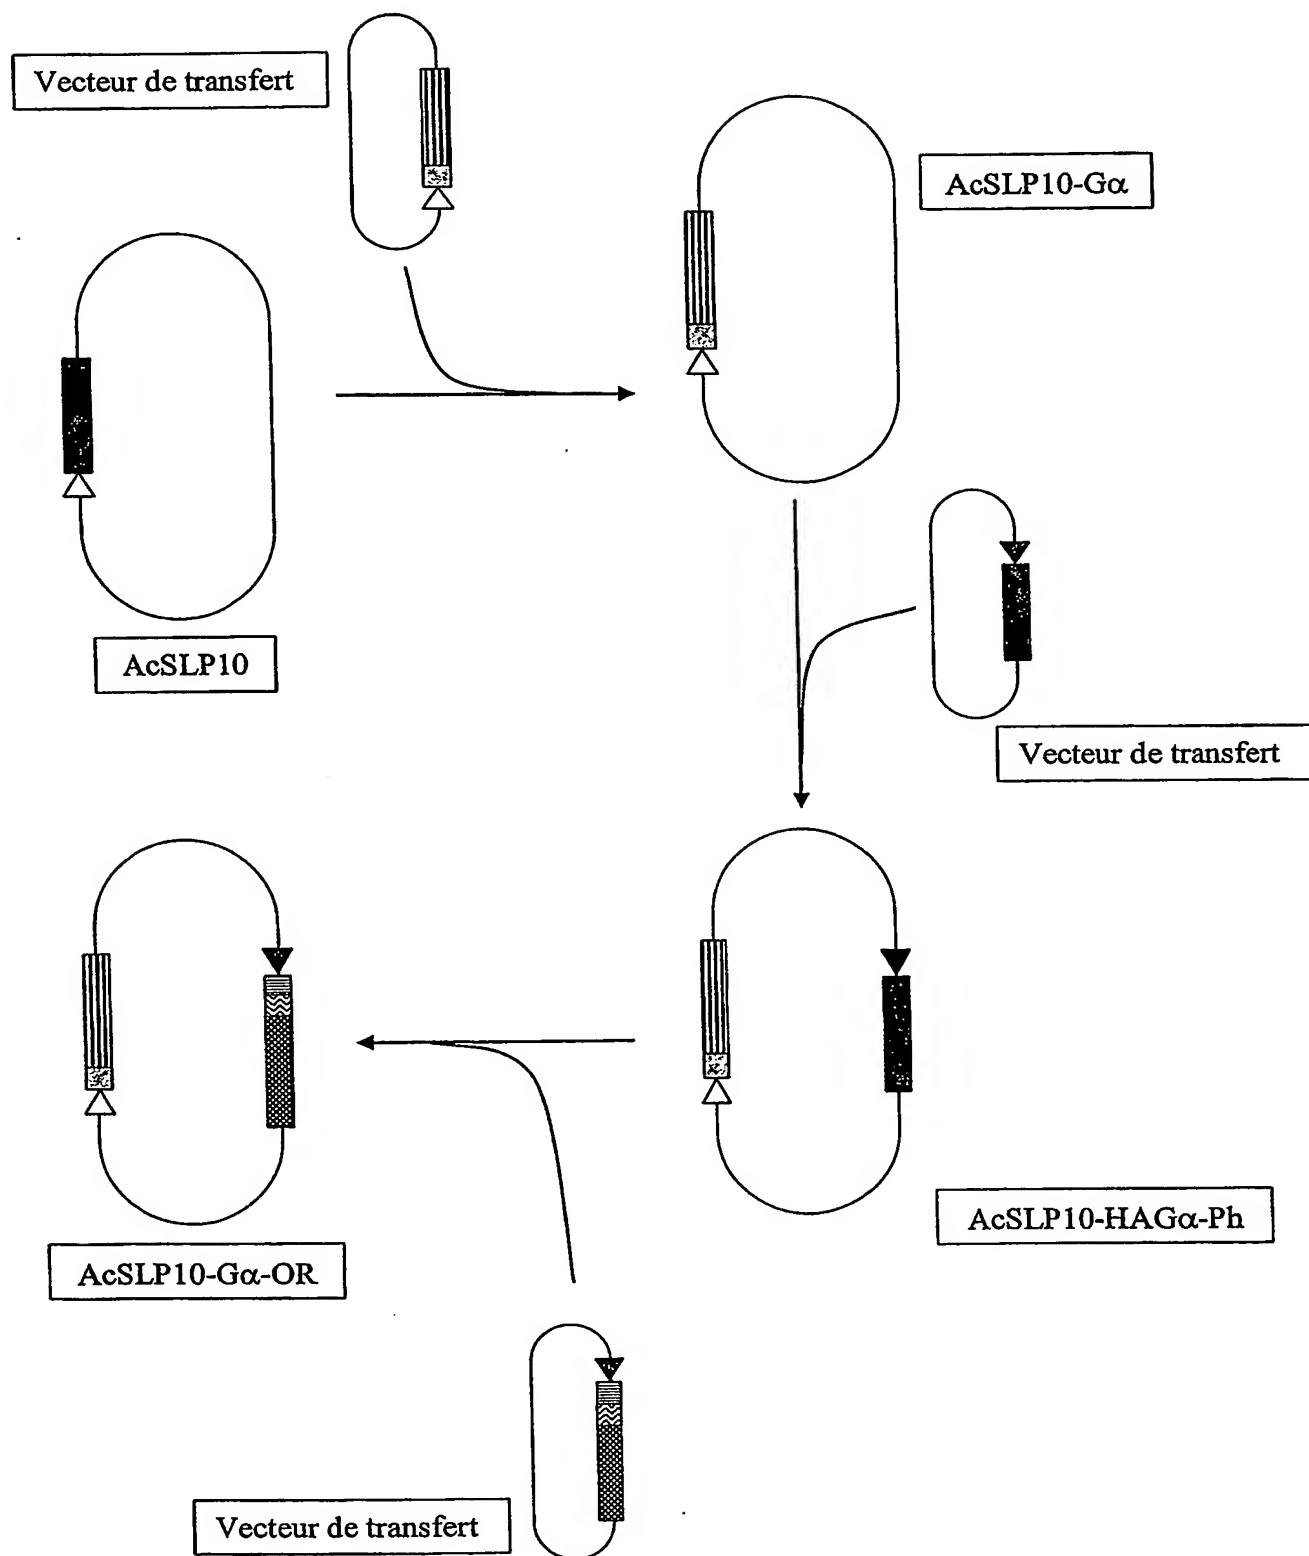 Vecteur de transfert
AcSLP10-Gα
AcSLP10
Vecteur de transfert
AcSLP10-HAGα-Ph
AcSLP10-Gα-OR
Vecteur de transfert